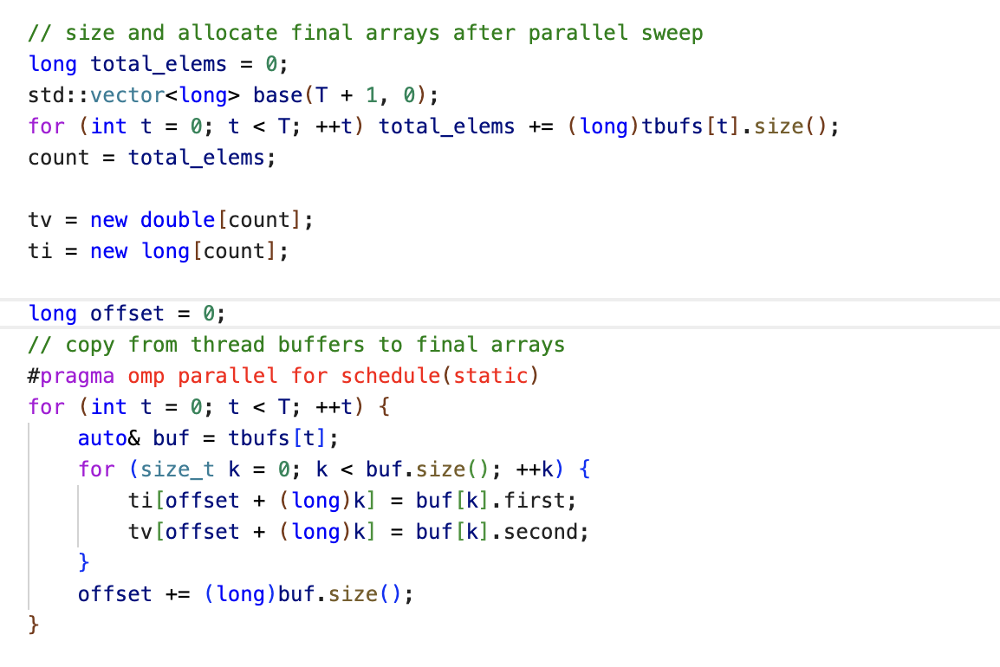 // size and allocate final arrays after parallel sweep
long total_elems = 0;
std::vector<long> base(T + 1, 0);
for (int t = 0; t < T; ++t) total_elems += (long)tbufs[t].size();
count = total_elems;

tv = new double[count];
ti = new long[count];

long offset = 0;
// copy from thread buffers to final arrays
#pragma omp parallel for schedule(static)
for (int t = 0; t < T; ++t) {
    auto& buf = tbufs[t];
    for (size_t k = 0; k < buf.size(); ++k) {
        ti[offset + (long)k] = buf[k].first;
        tv[offset + (long)k] = buf[k].second;
    }
    offset += (long)buf.size();
}